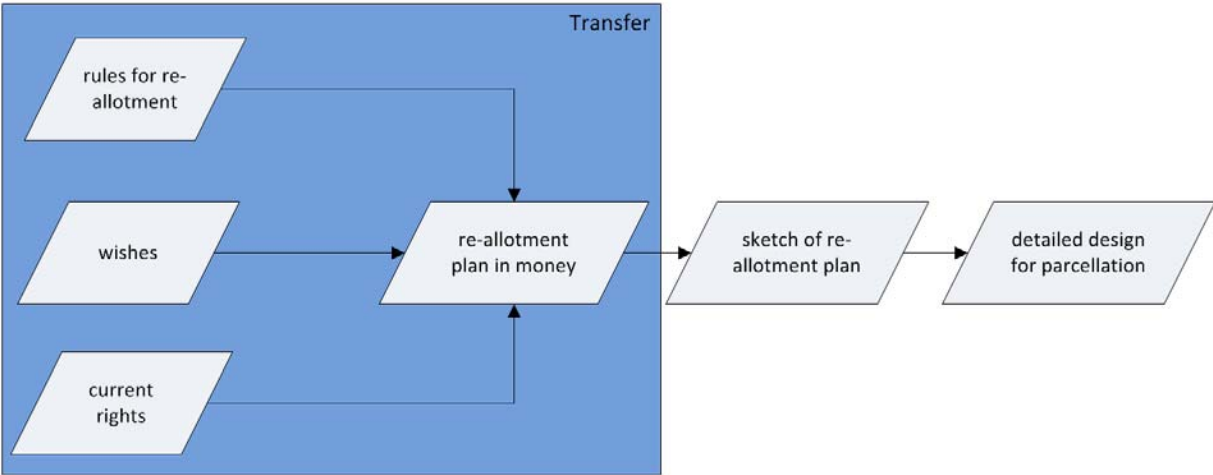 Transfer
rules for re-
allotment
wishes
re-allotment
plan in money
sketch of re-
allotment plan
detailed design
for parcellation
current
rights